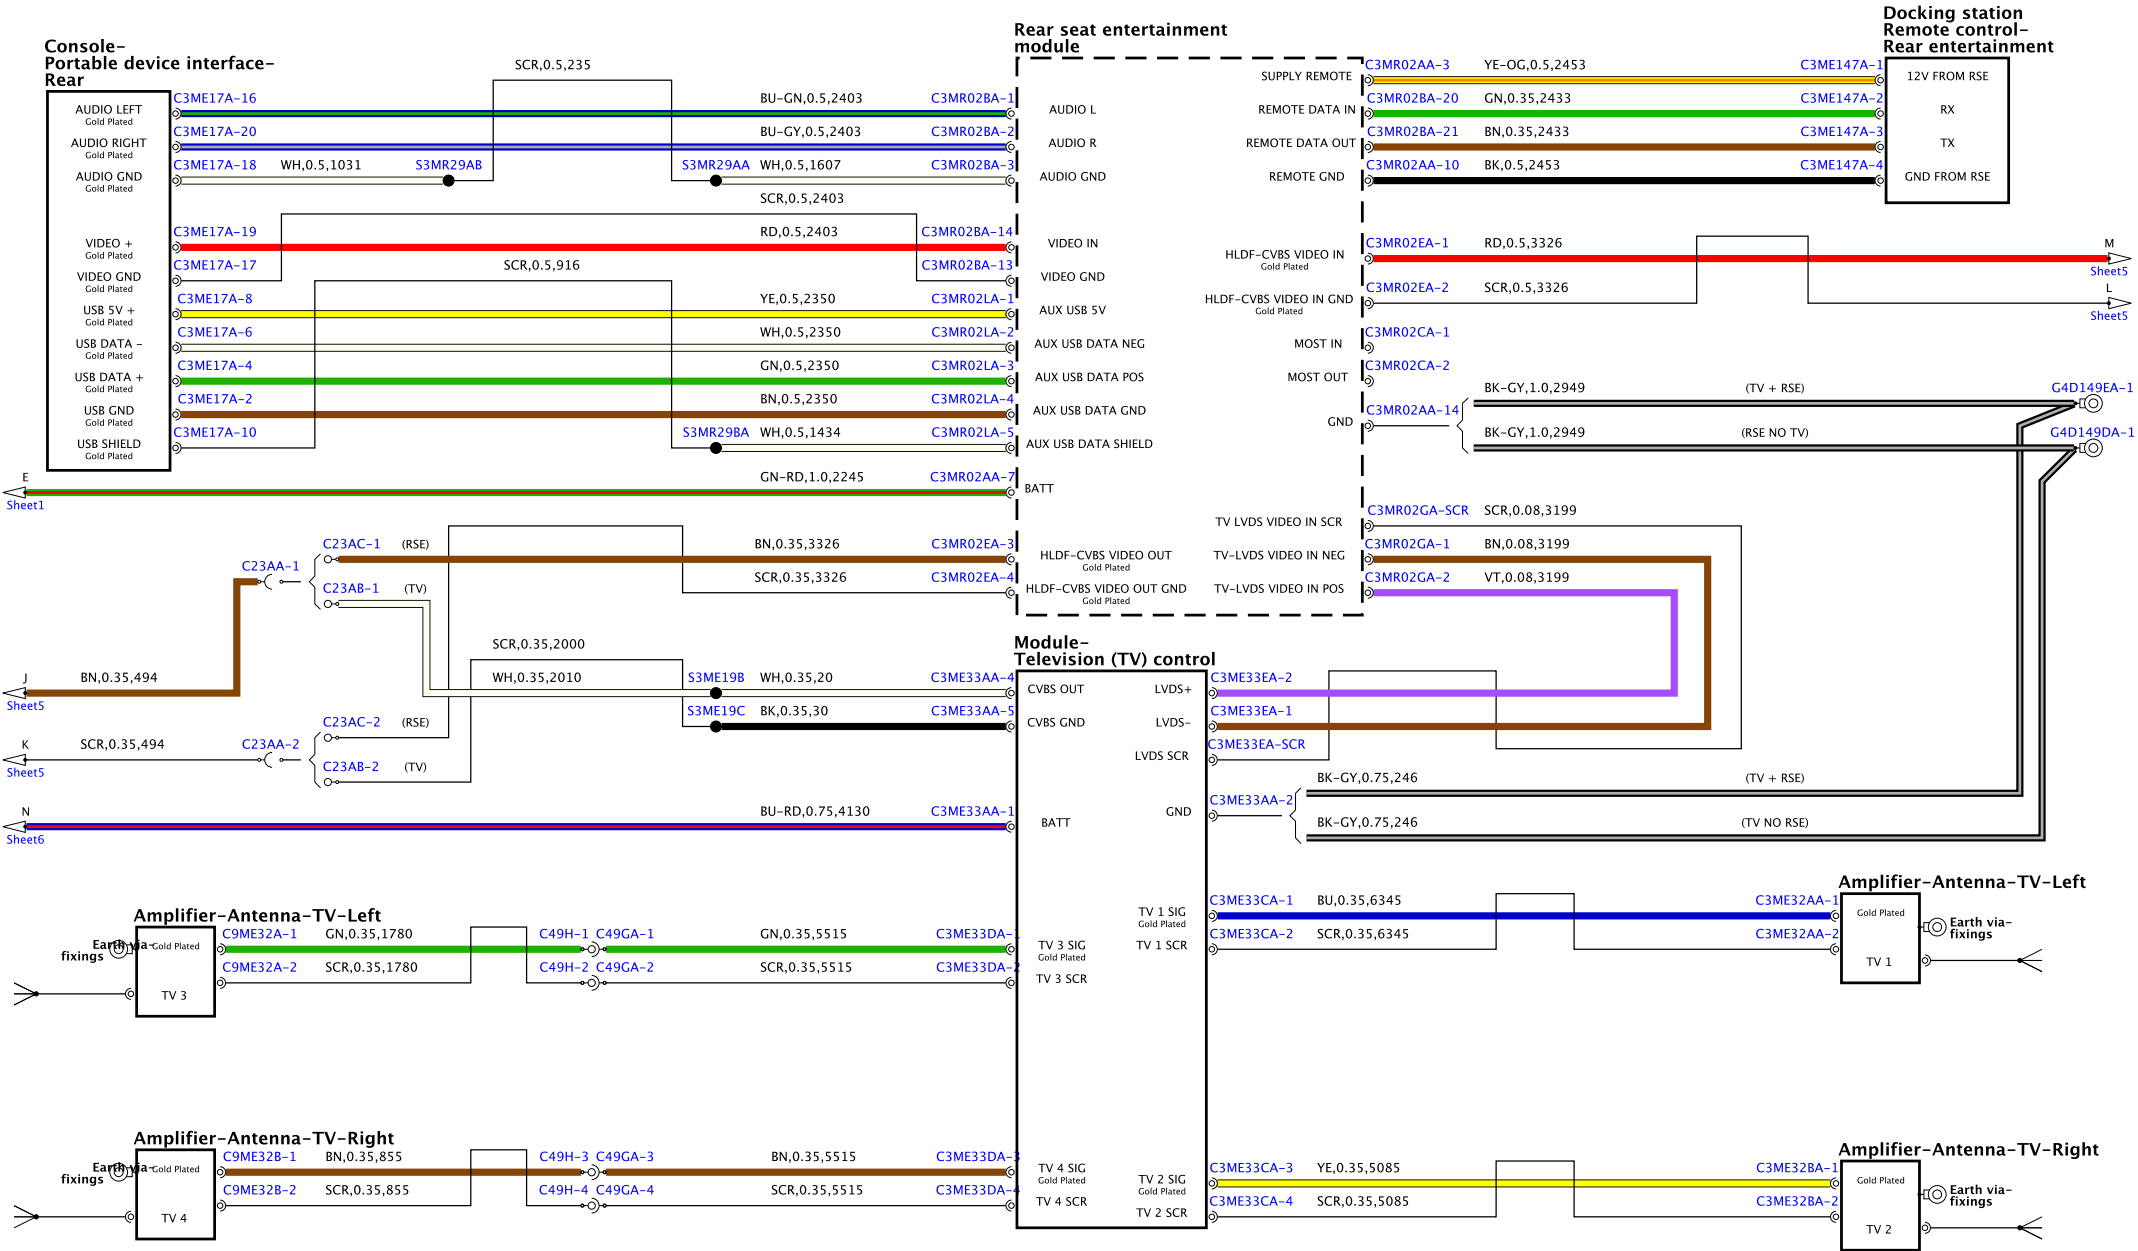 Console-
Portable device interface-
Rear
AUDIO LEFT
Gold Plated
AUDIO RIGHT
Gold Plated
AUDIO GND
Gold Plated
VIDEO +
Gold Plated
VIDEO GND
Gold Plated
USB 5V +
Gold Plated
USB DATA -
Gold Plated
USB DATA +
Gold Plated
USB GND
Gold Plated
USB SHIELD
Gold Plated
SCR,0.5,235
C3ME17A-16 BU-GN,0.5,2403 C3MR02BA-1
C3ME17A-20 BU-GY,0.5,2403 C3MR02BA-2
C3ME17A-18 WH,0.5,1031 S3MR29AB S3MR29AA WH,0.5,1607 C3MR02BA-3
SCR,0.5,2403
C3ME17A-19 RD,0.5,2403 C3MR02BA-14
C3ME17A-17 SCR,0.5,916 C3MR02BA-13
C3ME17A-8 YE,0.5,2350 C3MR02LA-1
C3ME17A-6 WH,0.5,2350 C3MR02LA-2
C3ME17A-4 GN,0.5,2350 C3MR02LA-3
C3ME17A-2 BN,0.5,2350 C3MR02LA-4
C3ME17A-10 S3MR29BA WH,0.5,1434 C3MR02LA-5
E GN-RD,1.0,2245 C3MR02AA-7
Sheet1
C23AC-1 (RSE) BN,0.35,3326 C3MR02EA-3
C23AA-1
C23AB-1 (TV) SCR,0.35,3326 C3MR02EA-4
SCR,0.35,2000
J BN,0.35,494 WH,0.35,2010 S3ME19B WH,0.35,20 C3ME33AA-4
Sheet5
S3ME19C BK,0.35,30 C3ME33AA-5
C23AC-2 (RSE)
K SCR,0.35,494 C23AA-2
Sheet5
C23AB-2 (TV)
N BU-RD,0.75,4130 C3ME33AA-1
Sheet6
Rear seat entertainment
module
AUDIO L
AUDIO R
AUDIO GND
VIDEO IN
VIDEO GND
AUX USB 5V
AUX USB DATA NEG
AUX USB DATA POS
AUX USB DATA GND
AUX USB DATA SHIELD
BATT
HLDF-CVBS VIDEO OUT
Gold Plated
HLDF-CVBS VIDEO OUT GND
Gold Plated
SUPPLY REMOTE
REMOTE DATA IN
REMOTE DATA OUT
REMOTE GND
HLDF-CVBS VIDEO IN
Gold Plated
HLDF-CVBS VIDEO IN GND
Gold Plated
MOST IN
MOST OUT
GND
TV LVDS VIDEO IN SCR
TV-LVDS VIDEO IN NEG
TV-LVDS VIDEO IN POS
C3MR02AA-3 YE-OG,0.5,2453 C3ME147A-1
C3MR02BA-20 GN,0.35,2433 C3ME147A-2
C3MR02BA-21 BN,0.35,2433 C3ME147A-3
C3MR02AA-10 BK,0.5,2453 C3ME147A-4
Docking station
Remote control-
Rear entertainment
12V FROM RSE
RX
TX
GND FROM RSE
C3MR02EA-1 RD,0.5,3326 M
Sheet5
C3MR02EA-2 SCR,0.5,3326 L
Sheet5
C3MR02CA-1
C3MR02CA-2
BK-GY,1.0,2949 (TV + RSE) G4D149EA-1
C3MR02AA-14
BK-GY,1.0,2949 (RSE NO TV) G4D149DA-1
C3MR02GA-SCR SCR,0.08,3199
C3MR02GA-1 BN,0.08,3199
C3MR02GA-2 VT,0.08,3199
Module-
Television (TV) control
CVBS OUT
CVBS GND
BATT
LVDS+
LVDS-
LVDS SCR
GND
C3ME33EA-2
C3ME33EA-1
C3ME33EA-SCR
BK-GY,0.75,246 (TV + RSE)
C3ME33AA-2
BK-GY,0.75,246 (TV NO RSE)
TV 1 SIG
Gold Plated
TV 1 SCR
TV 3 SIG
Gold Plated
TV 3 SCR
TV 4 SIG
Gold Plated
TV 4 SCR
TV 2 SIG
Gold Plated
TV 2 SCR
Amplifier-Antenna-TV-Left
Earth via-
fixings
Gold Plated
TV 3
C9ME32A-1 GN,0.35,1780 C49H-1 C49GA-1 GN,0.35,5515 C3ME33DA-1
C9ME32A-2 SCR,0.35,1780 C49H-2 C49GA-2 SCR,0.35,5515 C3ME33DA-2
Amplifier-Antenna-TV-Left
C3ME33CA-1 BU,0.35,6345 C3ME32AA-1
C3ME33CA-2 SCR,0.35,6345 C3ME32AA-2
Gold Plated
TV 1
Earth via-
fixings
Amplifier-Antenna-TV-Right
Earth via-
fixings
Gold Plated
TV 4
C9ME32B-1 BN,0.35,855 C49H-3 C49GA-3 BN,0.35,5515 C3ME33DA-3
C9ME32B-2 SCR,0.35,855 C49H-4 C49GA-4 SCR,0.35,5515 C3ME33DA-4
Amplifier-Antenna-TV-Right
C3ME33CA-3 YE,0.35,5085 C3ME32BA-1
C3ME33CA-4 SCR,0.35,5085 C3ME32BA-2
Gold Plated
TV 2
Earth via-
fixings